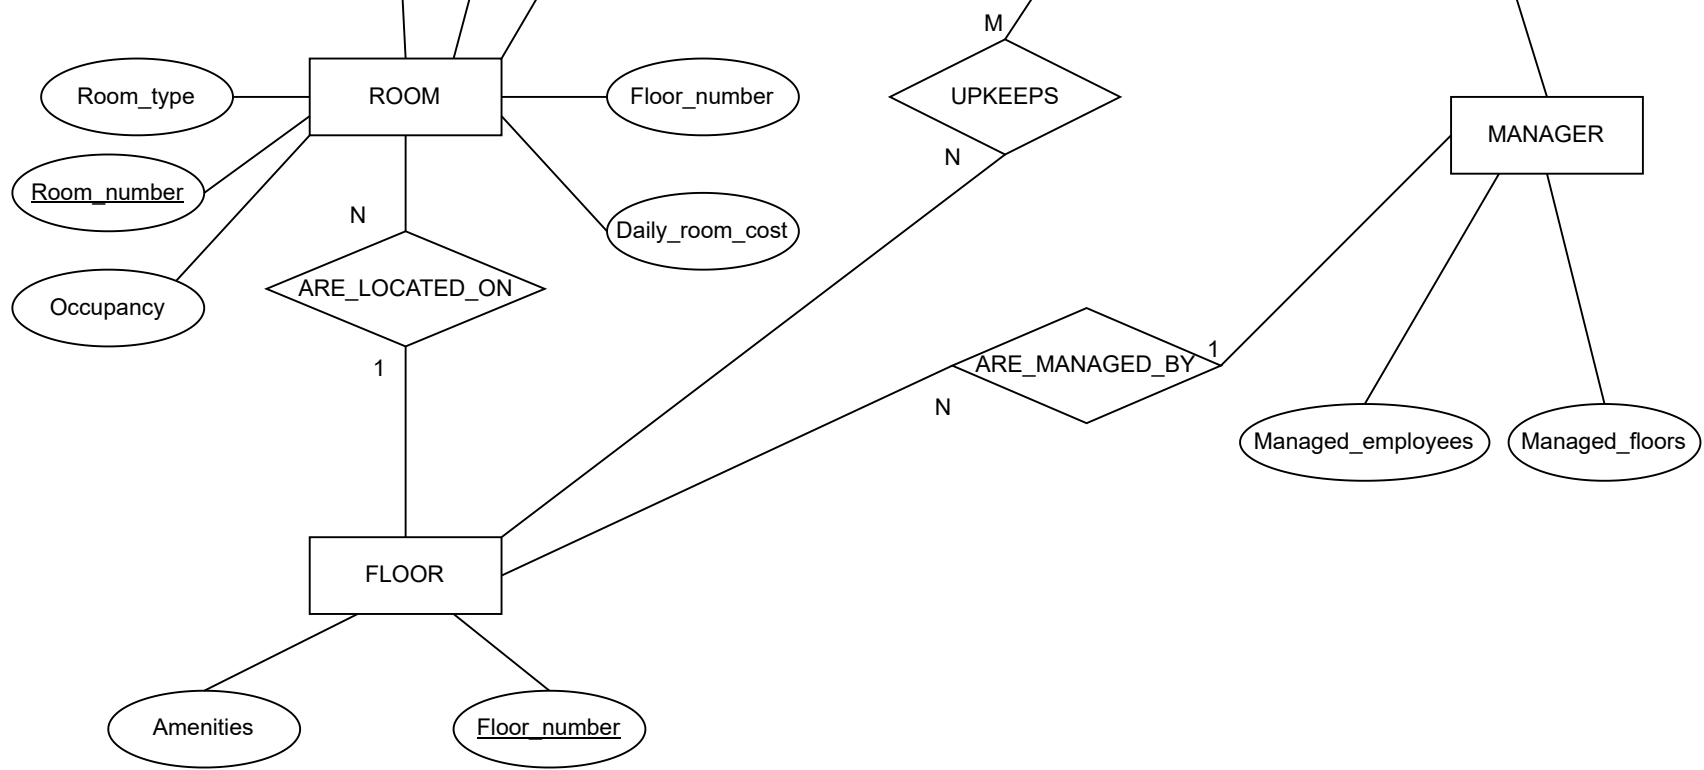 M
Room_type
ROOM
Floor_number
UPKEEPS
MANAGER
N
Room_number
N
Daily_room_cost
ARE_LOCATED_ON
Occupancy
1
1
ARE_MANAGED_BY
N
Managed_employees
Managed_floors
FLOOR
Amenities
Floor_number